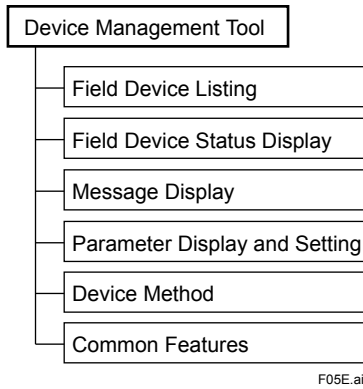 Device Management Tool
Field Device Listing
Field Device Status Display
Message Display
Parameter Display and Setting
Device Method
Common Features
F05E.ai